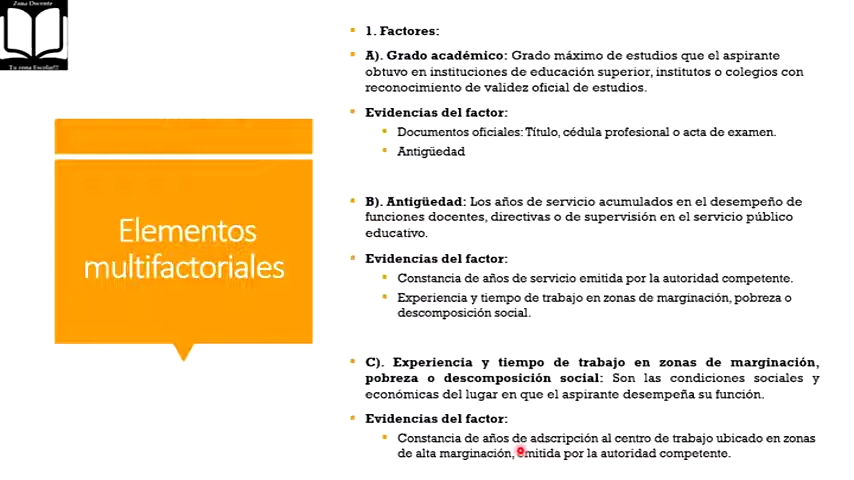 Zona Docente
Tu zona Escolar!!!
Elementos
multifactoriales
1. Factores:
A). Grado académico: Grado máximo de estudios que el aspirante
obtuvo en instituciones de educación superior, institutos o colegios con
reconocimiento de validez oficial de estudios.
Evidencias del factor:
Documentos oficiales: Título, cédula profesional o acta de examen.
Antigüedad
B). Antigüedad: Los años de servicio acumulados en el desempeño de
funciones docentes, directivas o de supervisión en el servicio público
educativo.
Evidencias del factor:
Constancia de años de servicio emitida por la autoridad competente.
Experiencia y tiempo de trabajo en zonas de marginación, pobreza o
descomposición social.
C). Experiencia y tiempo de trabajo en zonas de marginación,
pobreza o descomposición social: Son las condiciones sociales y
económicas del lugar en que el aspirante desempeña su función.
Evidencias del factor:
Constancia de años de adscripción al centro de trabajo ubicado en zonas
de alta marginación, emitida por la autoridad competente.